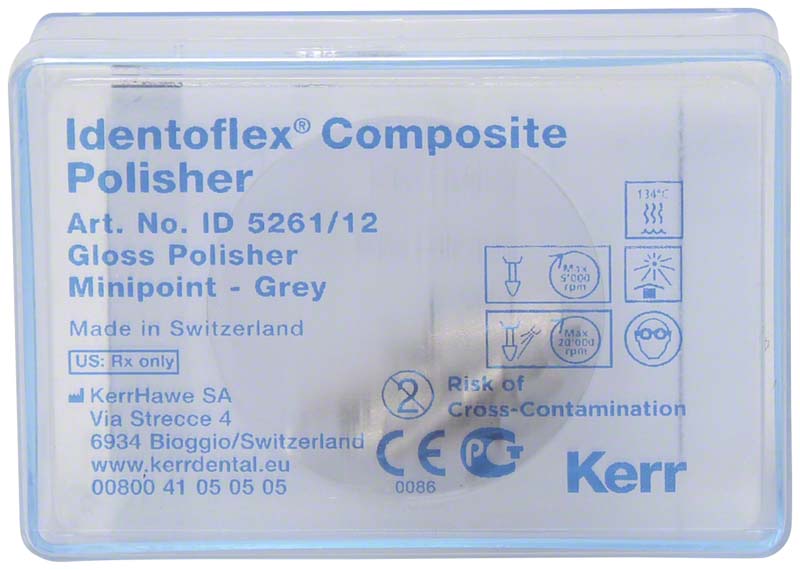 Identoflex® Composite
Polisher
Art. No. ID 5261/12
Gloss Polisher
Minipoint - Grey
Made in Switzerland
US: Rx only
KerrHawe SA
Via Strecce 4
6934 Bioggio/Switzerland
www.kerrdental.eu
00800 41 05 05 05
134°C
Max
5'000
rpm
Max
20'000
rpm
2
Risk of
Cross-Contamination
CE
0086
PCT
Kerr